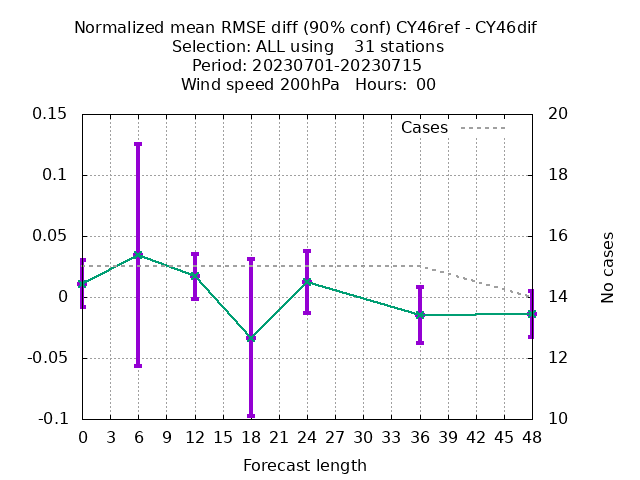 Normalized mean RMSE diff (90% conf) CY46ref - CY46dif
Selection: ALL using    31 stations
Period: 20230701-20230715
Wind speed 200hPa   Hours:  00
0.15
0.1
0.05
0
-0.05
-0.1
Cases
20
18
16
14
12
10
No cases
0 3 6 9 12 15 18 21 24 27 30 33 36 39 42 45 48
Forecast length